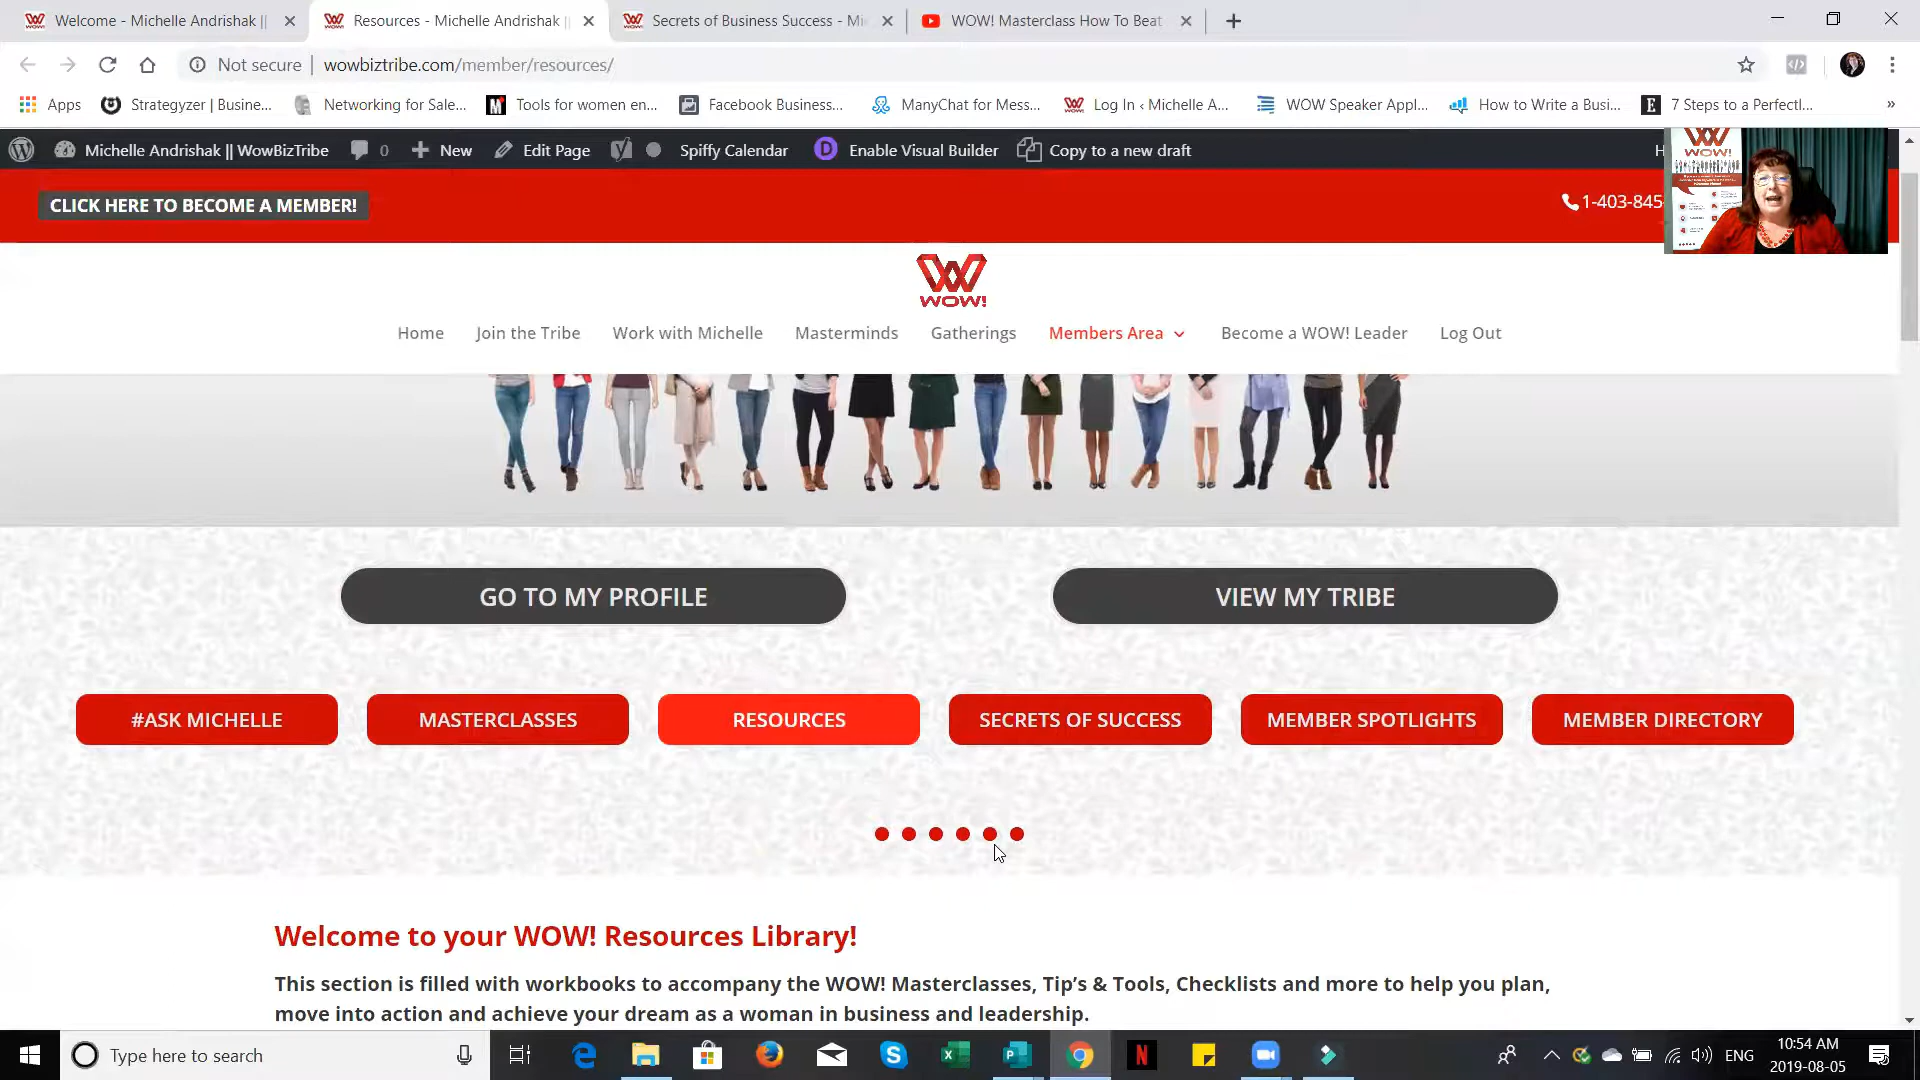 Welcome - Michelle Andrishak ||
Resources - Michelle Andrishak ||
Secrets of Business Success - Mi
WOW! Masterclass How To Beat
Not secure | wowbiztribe.com/member/resources/
Apps
Strategyzer | Busine...
Networking for Sale...
Tools for women en...
Facebook Business...
ManyChat for Mess...
Log In ‹ Michelle A...
WOW Speaker Appl...
How to Write a Busi...
7 Steps to a Perfectl...
»
Michelle Andrishak || WowBizTribe
0
New
Edit Page
Spiffy Calendar
Enable Visual Builder
Copy to a new draft
H
WOW!
CLICK HERE TO BECOME A MEMBER!
1-403-845-
WOW!
Home
Join the Tribe
Work with Michelle
Masterminds
Gatherings
Members Area
Become a WOW! Leader
Log Out
GO TO MY PROFILE
VIEW MY TRIBE
#ASK MICHELLE
MASTERCLASSES
RESOURCES
SECRETS OF SUCCESS
MEMBER SPOTLIGHTS
MEMBER DIRECTORY
Welcome to your WOW! Resources Library!
This section is filled with workbooks to accompany the WOW! Masterclasses, Tip's & Tools, Checklists and more to help you plan,
move into action and achieve your dream as a woman in business and leadership.
Type here to search
ENG
10:54 AM
2019-08-05